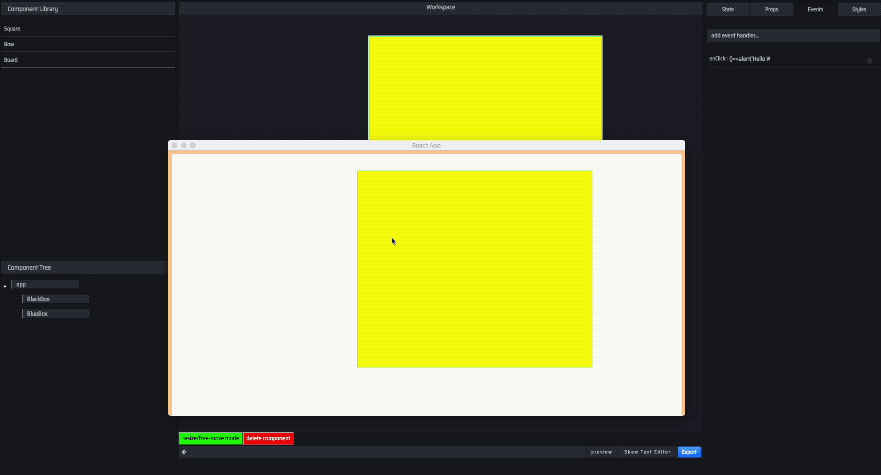 Component Library
Workspace
State
Props
Events
Styles
Square
Row
Board
add event handler...
onClick : ()=>alert('Hello W
React App
Component Tree
app
BlackBox
BlueBox
resize/free-move mode
delete component
preview
Show Text Editor
Export